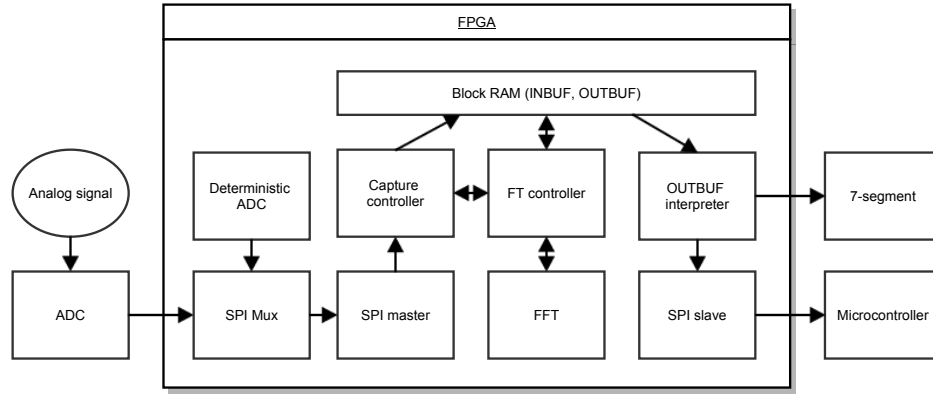 FPGA
Block RAM (INBUF, OUTBUF)
Analog signal
Deterministic
ADC
Capture
controller
FT controller
OUTBUF
interpreter
7-segment
ADC
SPI Mux
SPI master
FFT
SPI slave
Microcontroller